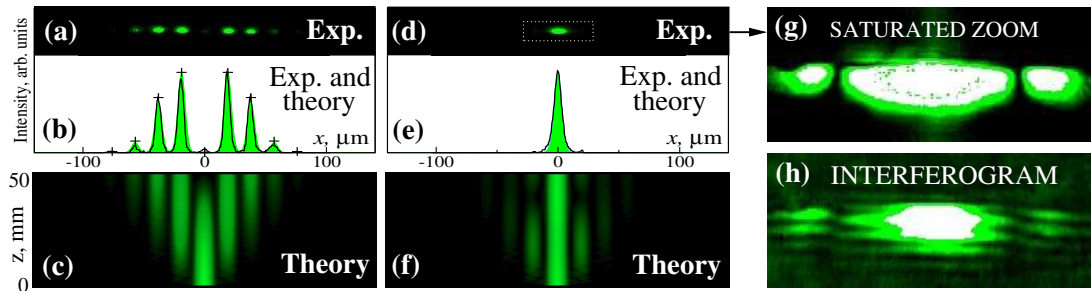 Intensity, arb. units
(a) Exp.
Exp. and
theory
(b) x, μm
-100 0 100
50
z, mm
0
(c) Theory
(d) Exp.
Exp. and
theory
(e) x, μm
-100 0 100
(f) Theory
(g) SATURATED ZOOM
(h) INTERFEROGRAM